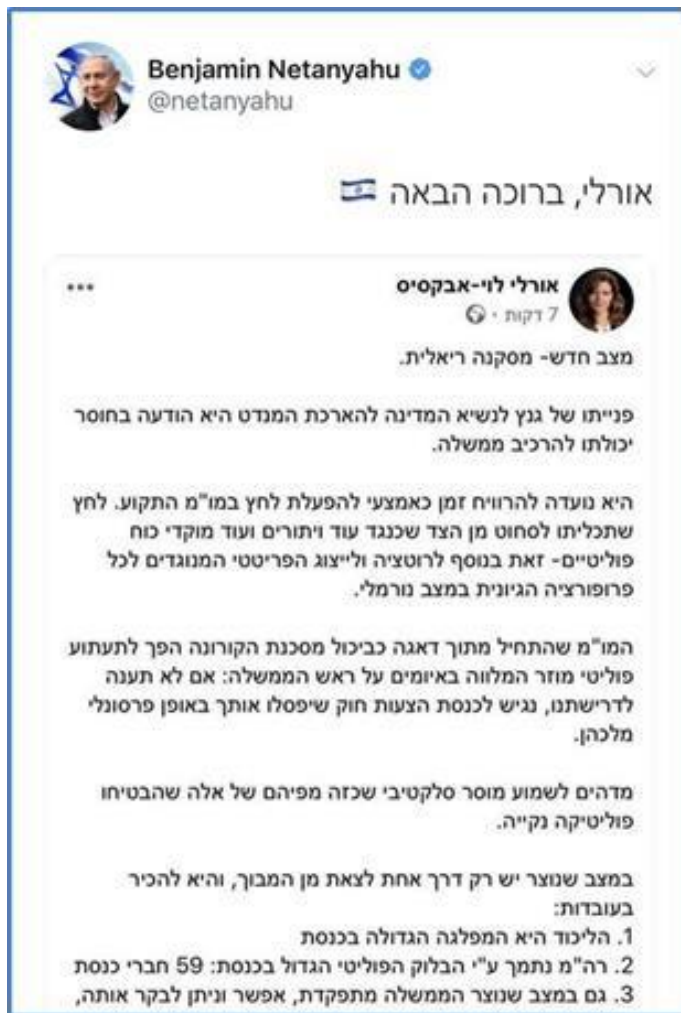 Benjamin Netanyahu
@netanyahu
אורלי, ברוכה הבאה 🇮🇱
אורלי לוי-אבקסיס
7 דקות ·
מצב חדש- מסקנה ריאלית.
פנייתו של גנץ לנשיא המדינה להארכת המנדט היא הודעה בחוסר
יכולתו להרכיב ממשלה.
היא נועדה להרוויח זמן כאמצעי להפעלת לחץ במו"מ התקוע. לחץ
שתכליתו לסחוט מן הצד שכנגד עוד ויתורים ועוד מוקדי כוח
פוליטיים- זאת בנוסף לרוטציה ולייצוג הפריטטי המנוגדים לכל
פרופורציה הגיונית במצב נורמלי.
המו"מ שהתחיל מתוך דאגה כביכול מסכנת הקורונה הפך לתעתוע
פוליטי מוזר המלווה באיומים על ראש הממשלה: אם לא תענה
לדרישתנו, נגיש לכנסת הצעות חוק שיפסלו אותך באופן פרסונלי
מלכהן.
מדהים לשמוע מוסר סלקטיבי שכזה מפיהם של אלה שהבטיחו
פוליטיקה נקייה.
במצב שנוצר יש רק דרך אחת לצאת מן המבוך, והיא להכיר
בעובדות:
1. הליכוד היא המפלגה הגדולה בכנסת
2. רה"מ נתמך ע"י הבלוק הפוליטי הגדול בכנסת: 59 חברי כנסת
3. גם במצב שנוצר הממשלה מתפקדת, אפשר וניתן לבקר אותה,